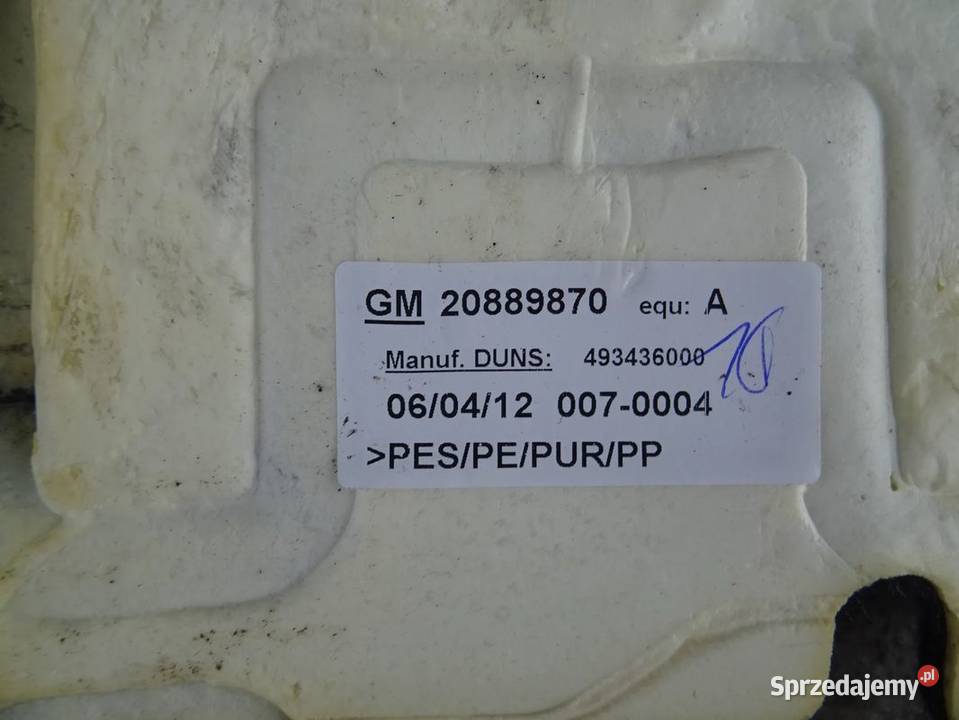 GM 20889870 equ: A
Manuf. DUNS: 493436000
06/04/12 007-0004
>PES/PE/PUR/PP
Sprzedajemy.pl